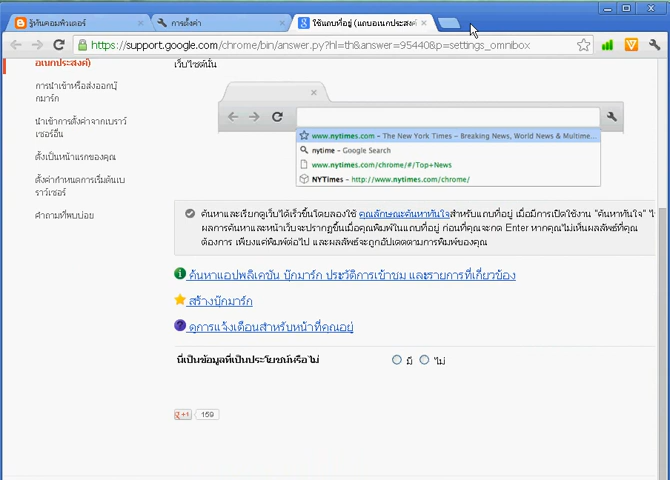 รู้ทันคอมพิวเตอร์
การตั้งค่า
ใช้แถบที่อยู่ (แถบอเนกประสงค์
https://support.google.com/chrome/bin/answer.py?hl=th&answer=95440&p=settings_omnibox
อเนกประสงค์)
การนำเข้าหรือส่งออกบุ๊
กมาร์ก
นำเข้าการตั้งค่าจากเบราว์
เซอร์อื่น
ตั้งเป็นหน้าแรกของคุณ
ตั้งค่ากำหนดการเริ่มต้นเบ
ราว์เซอร์
คำถามที่พบบ่อย
เว็บไซต์นั้น
www.nytimes.com – The New York Times – Breaking News, World News & Multime...
nytime – Google Search
www.nytimes.com/chrome/#/Top+News
NYTimes – http://www.nytimes.com/chrome/
ค้นหาและเรียกดูเว็บได้เร็วขึ้นโดยลองใช้ คุณลักษณะค้นหาทันใจสำหรับแถบที่อยู่ เมื่อมีการเปิดใช้งาน "ค้นหาทันใจ" ไ
ผลการค้นหาและหน้าเว็บจะปรากฏขึ้นเมื่อคุณพิมพ์ในแถบที่อยู่ ก่อนที่คุณจะกด Enter หากคุณไม่เห็นผลลัพธ์ที่คุณ
ต้องการ เพียงแค่พิมพ์ต่อไป และผลลัพธ์จะถูกอัปเดตตามการพิมพ์ของคุณ
ค้นหาแอปพลิเคชัน บุ๊กมาร์ก ประวัติการเข้าชม และรายการที่เกี่ยวข้อง
สร้างบุ๊กมาร์ก
ดูการแจ้งเตือนสำหรับหน้าที่คุณอยู่
นี่เป็นข้อมูลที่เป็นประโยชน์หรือไม่
มี
ไม่
g +1
159